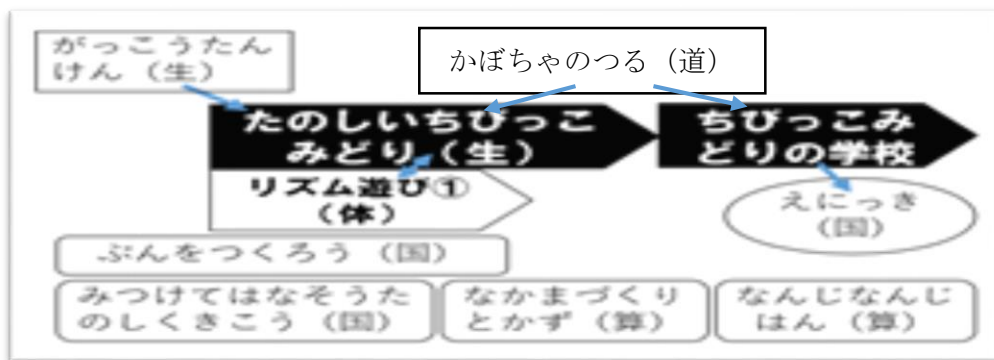 がっこうたん
けん（生）
かぼちゃのつる（道）
たのしいちびっこ
みどり（生）
ちびっこみ
どりの学校
リズム遊び①
（体）
えにっき
（国）
ぶんをつくろう（国）
みつけてはなそうた
のしくきこう（国）
なかまづくり
とかず（算）
なんじなんじ
はん（算）